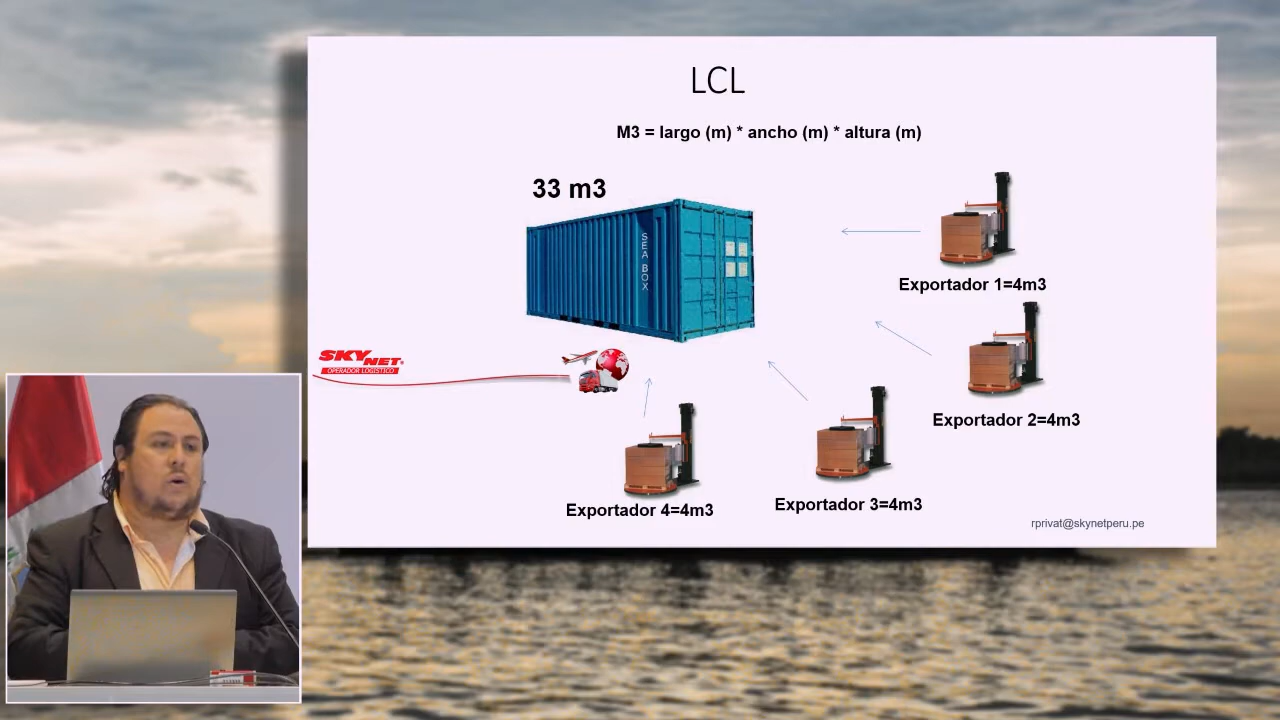 LCL
M3 = largo (m) * ancho (m) * altura (m)
33 m3
SEA BOX
Exportador 1=4m3
SKYNET
OPERADOR LOGÍSTICO
Exportador 2=4m3
Exportador 3=4m3
Exportador 4=4m3
rprivat@skynetperu.pe